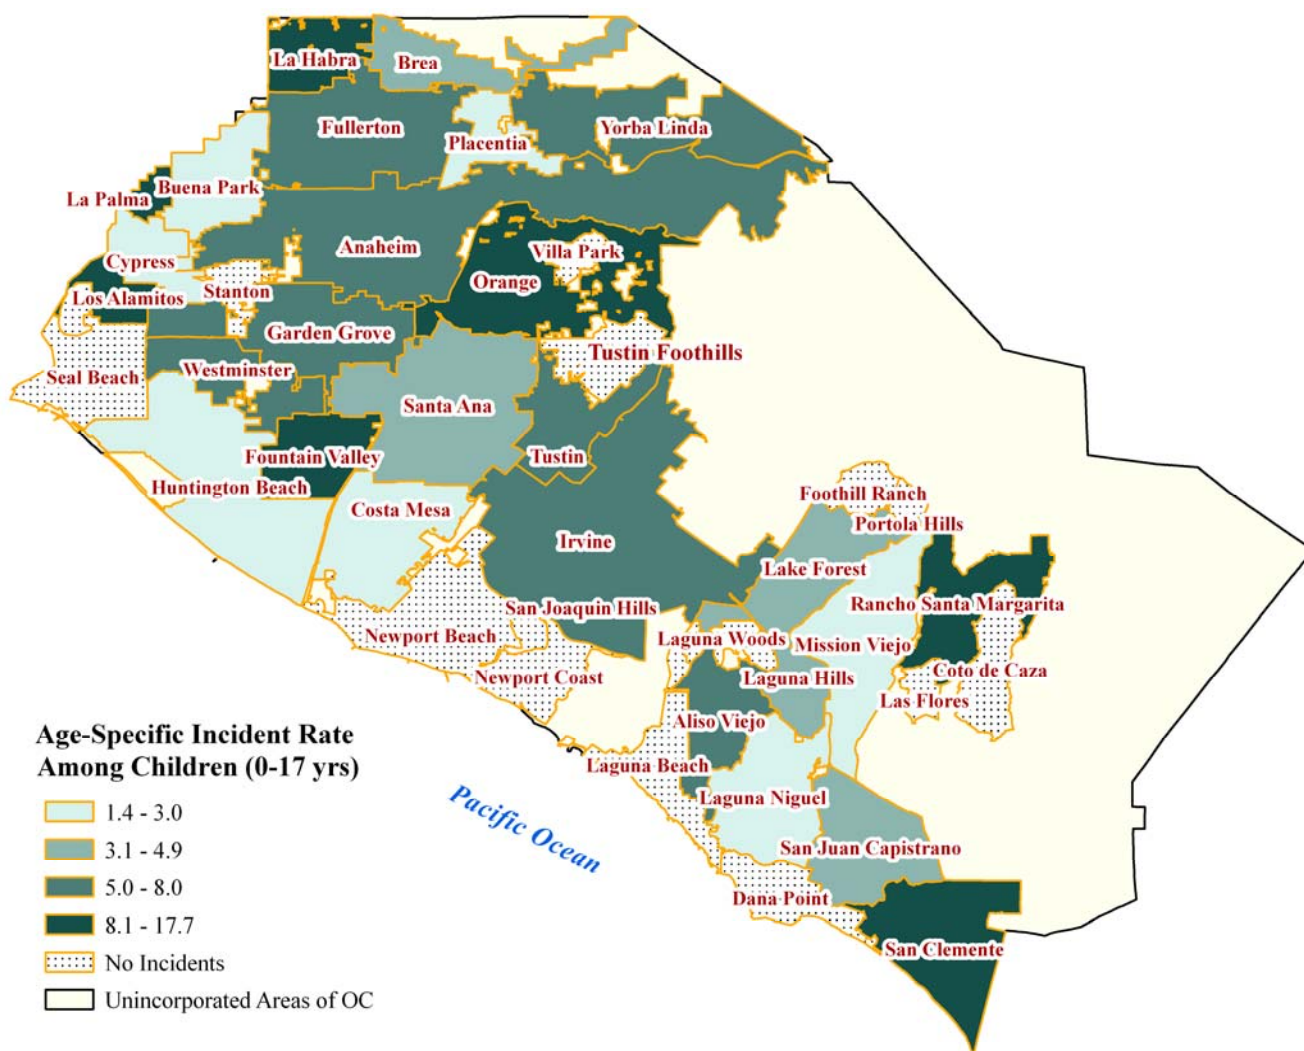 La Habra
Brea
Fullerton
Placentia
Yorba Linda
La Palma
Buena Park
Anaheim
Villa Park
Cypress
Orange
Los Alamitos
Stanton
Garden Grove
Tustin Foothills
Seal Beach
Westminster
Santa Ana
Fountain Valley
Tustin
Huntington Beach
Costa Mesa
Foothill Ranch
Portola Hills
Irvine
Lake Forest
San Joaquin Hills
Rancho Santa Margarita
Newport Beach
Laguna Woods
Mission Viejo
Newport Coast
Laguna Hills
Coto de Caza
Las Flores
Aliso Viejo
Laguna Beach
Laguna Niguel
San Juan Capistrano
Dana Point
San Clemente
Pacific Ocean
Age-Specific Incident Rate
Among Children (0-17 yrs)
1.4 - 3.0
3.1 - 4.9
5.0 - 8.0
8.1 - 17.7
No Incidents
Unincorporated Areas of OC